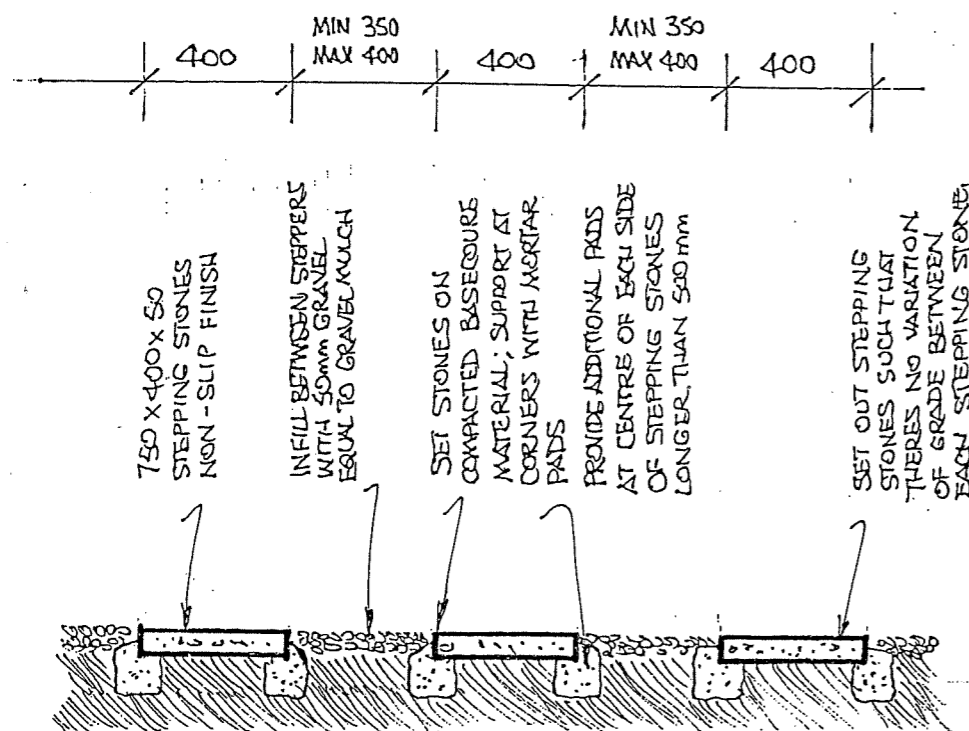 400
MIN 350
MAX 400
400
MIN 350
MAX 400
400
750 x 400 x 50
STEPPING STONES
NON-SLIP FINISH
INFILL BETWEEN STEPPERS
WITH 50mm GRAVEL
EQUAL TO GRAVEL MULCH
SET STONES ON
COMPACTED BASECOURS
MATERIAL; SUPPORT AT
CORNERS WITH MORTAR
PADS
PROVIDE ADDITIONAL PADS
AT CENTRE OF EACH SIDE
OF STEPPING STONES
LONGER THAN 500mm
SET OUT STEPPING
STONES SUCH THAT
THERES NO VARIATION
OF GRADE BETWEEN
EACH STEPPING STONE